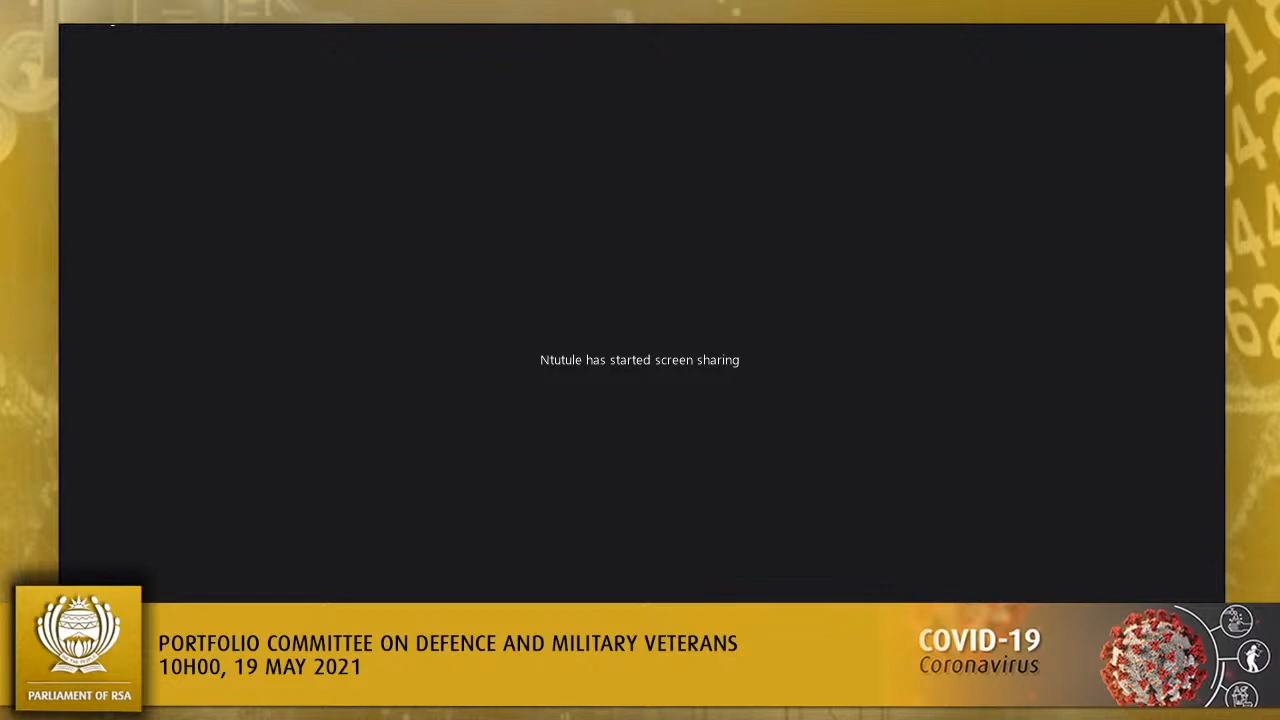 Ntutule has started screen sharing
PORTFOLIO COMMITTEE ON DEFENCE AND MILITARY VETERANS
10H00, 19 MAY 2021
PARLIAMENT OF RSA
COVID-19
Coronavirus